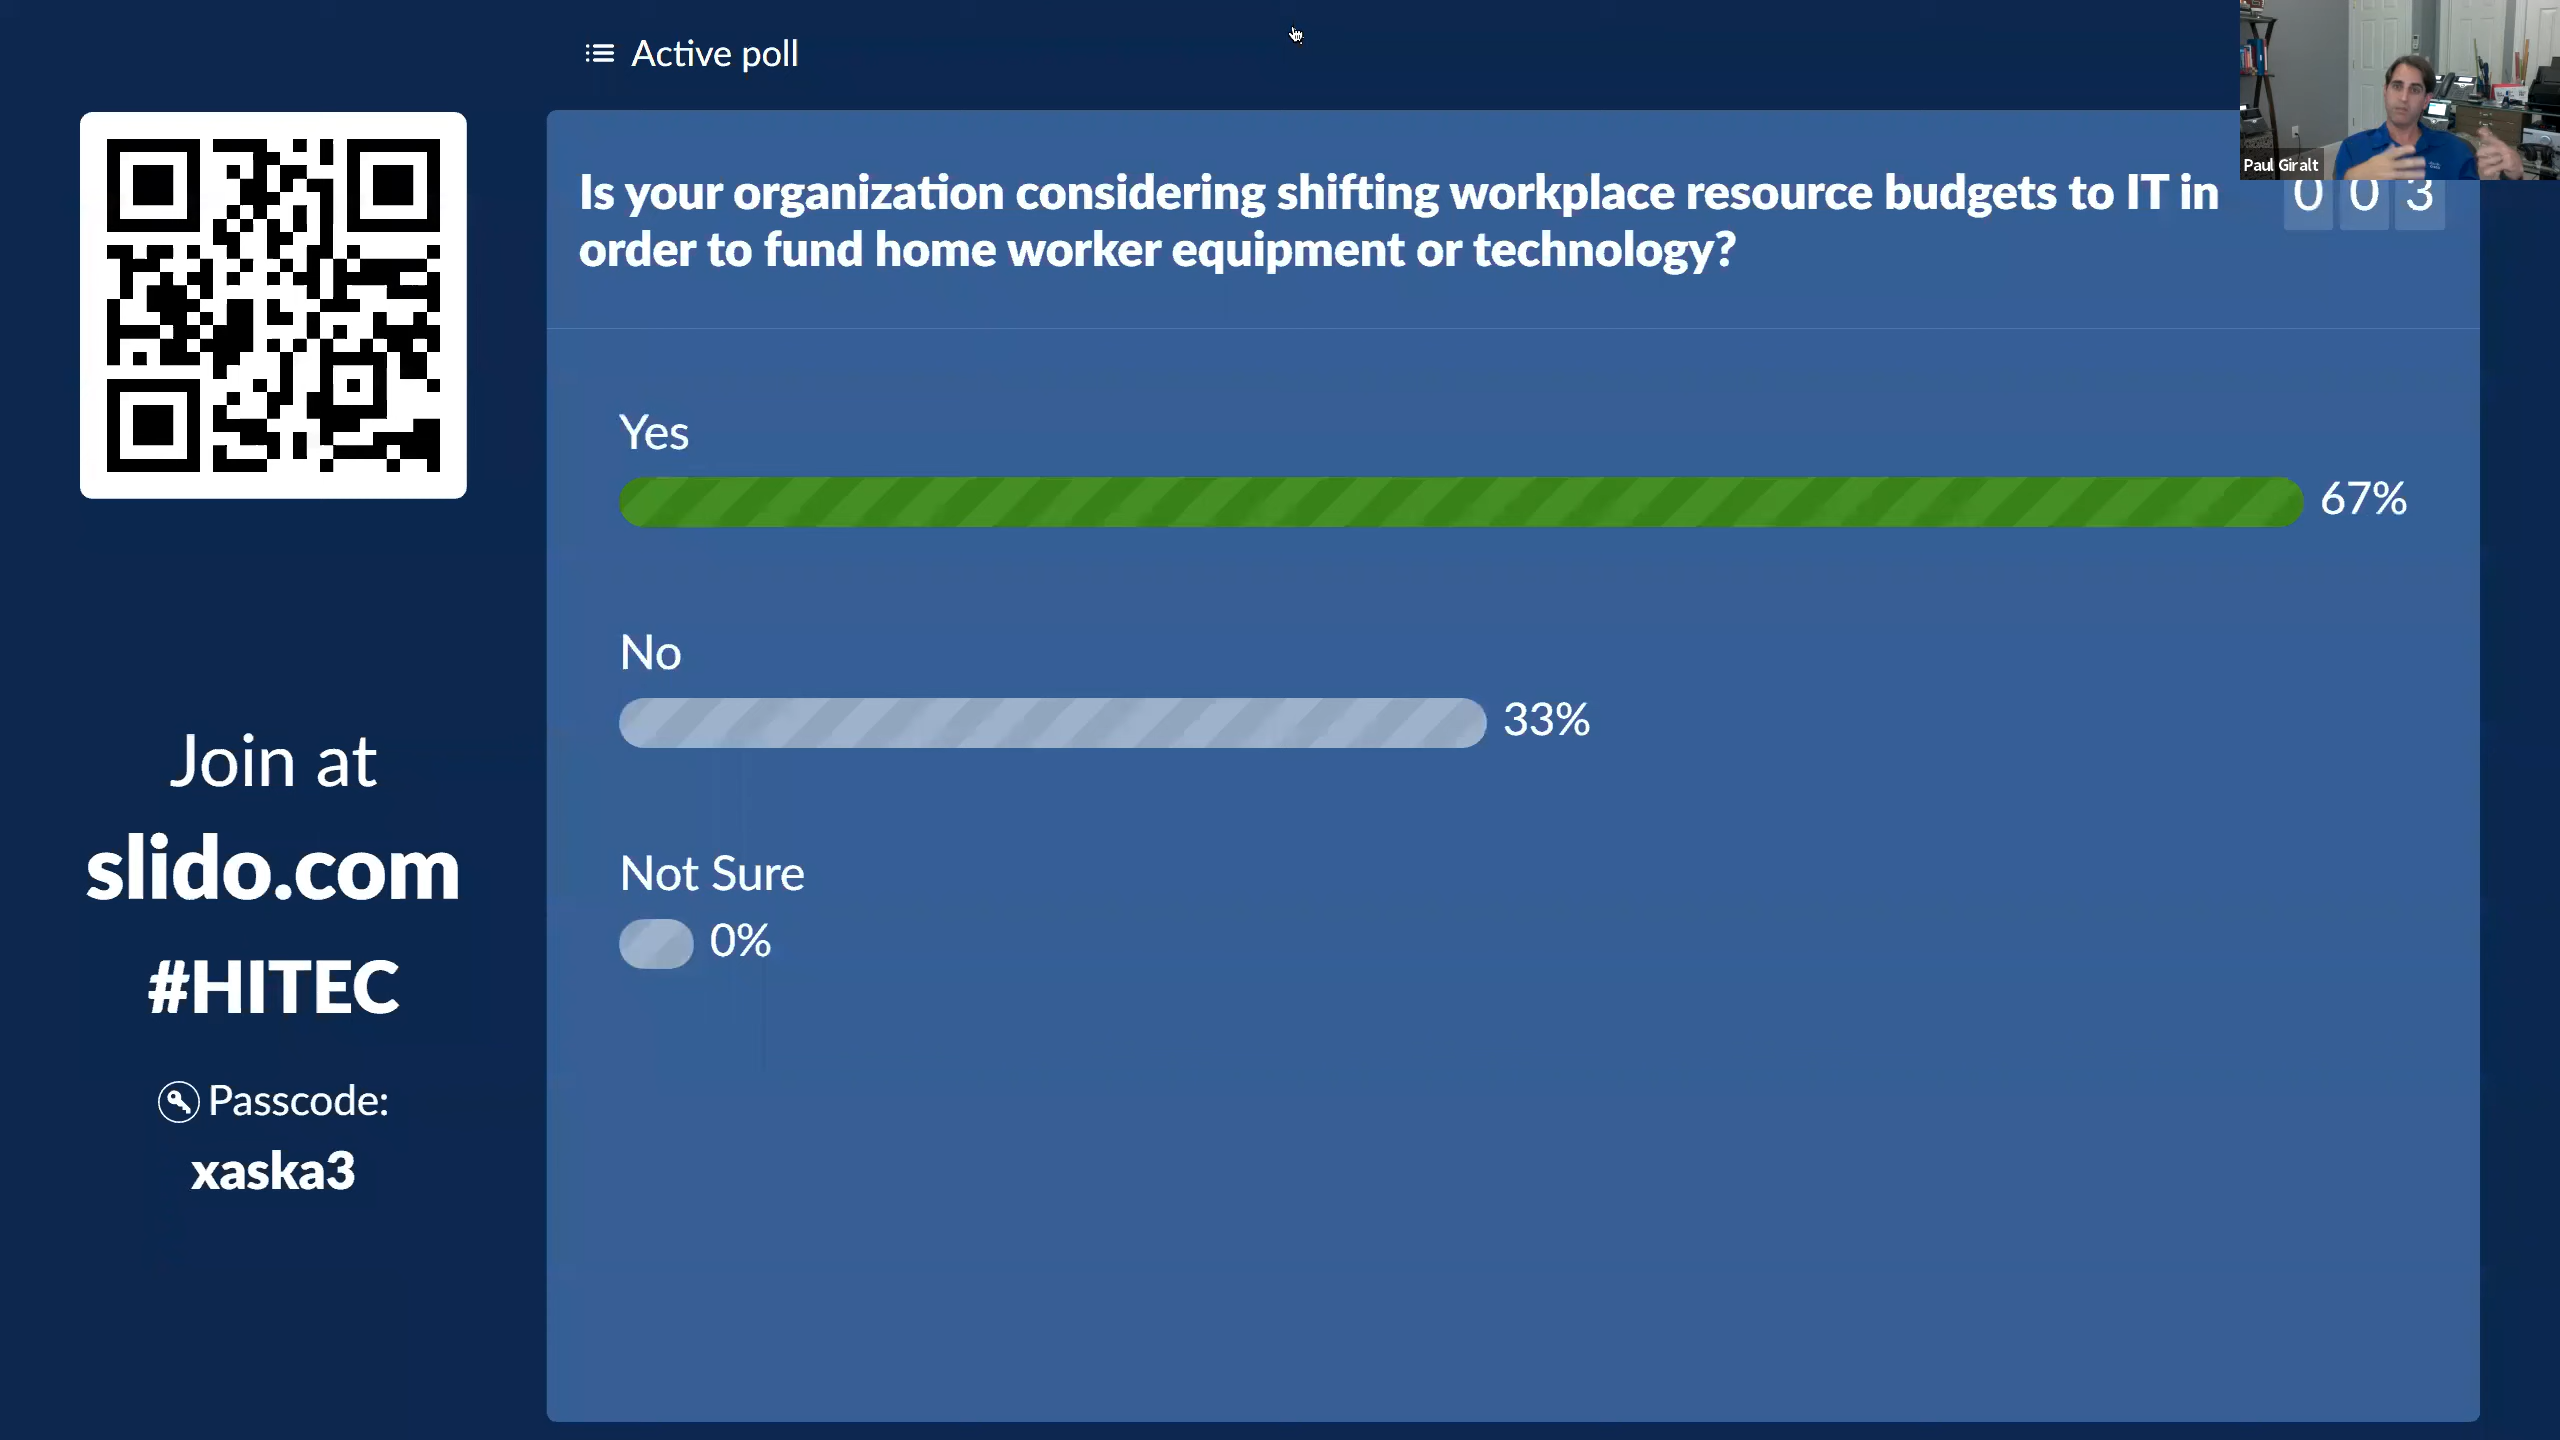 Active poll
Paul Giralt
Is your organization considering shifting workplace resource budgets to IT in
order to fund home worker equipment or technology?
0 0 3
Yes
67%
No
33%
Not Sure
0%
Join at
slido.com
#HITEC
Passcode:
xaska3